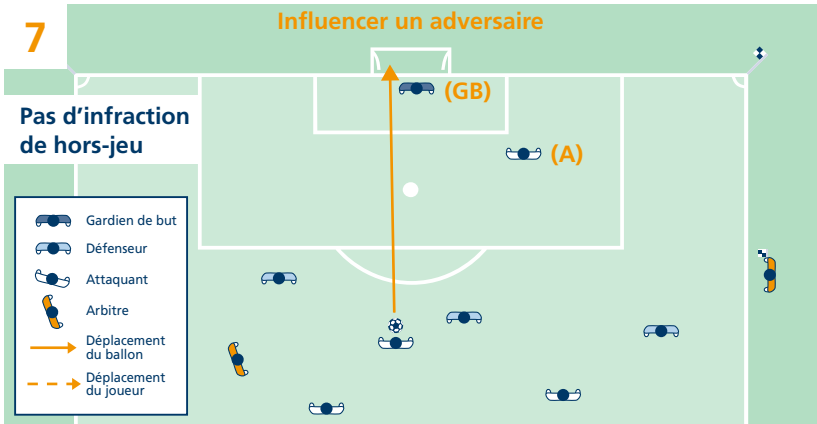 7
Influencer un adversaire
(GB)
Pas d'infraction
de hors-jeu
(A)
Gardien de but
Défenseur
Attaquant
Arbitre
Déplacement
du ballon
Déplacement
du joueur